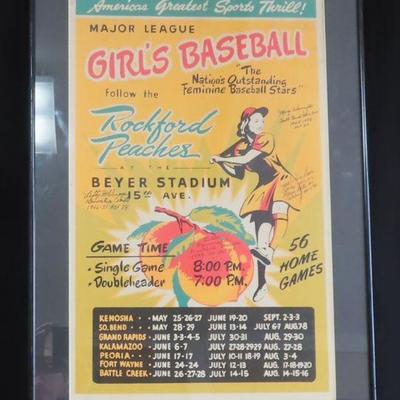 Americas Greatest Sports Thrill!
MAJOR LEAGUE
GIRL'S BASEBALL
"The
Nation's Outstanding
Feminine Baseball Stars"
follow the
Rockford
Peaches
AT THE
BEYER STADIUM
15th AVE.
GAME TIME
• Single Game 8:00 P.M.
• Doubleheader 7:00 P.M.
56
HOME
GAMES
KENOSHA · · MAY 25-26-27 JUNE 19-20 SEPT. 2-3-3
SO. BEND · · MAY 28-29 JUNE 13-14 JULY 6-7 AUG 7-8
GRAND RAPIDS · JUNE 3-3-4-5 JULY 30-31 AUG. 29-30
KALAMAZOO · JUNE 6-7 JULY 27-28-29-29 AUG. 27-28
PEORIA · · JUNE 17-17 JULY 10-11 18-19 AUG. 3-4
FORT WAYNE · JUNE 24-24 JULY 12-13 AUG. 17-18-19-20
BATTLE CREEK · JUNE 26-27-28 JULY 14-15 AUG. 14-15-16